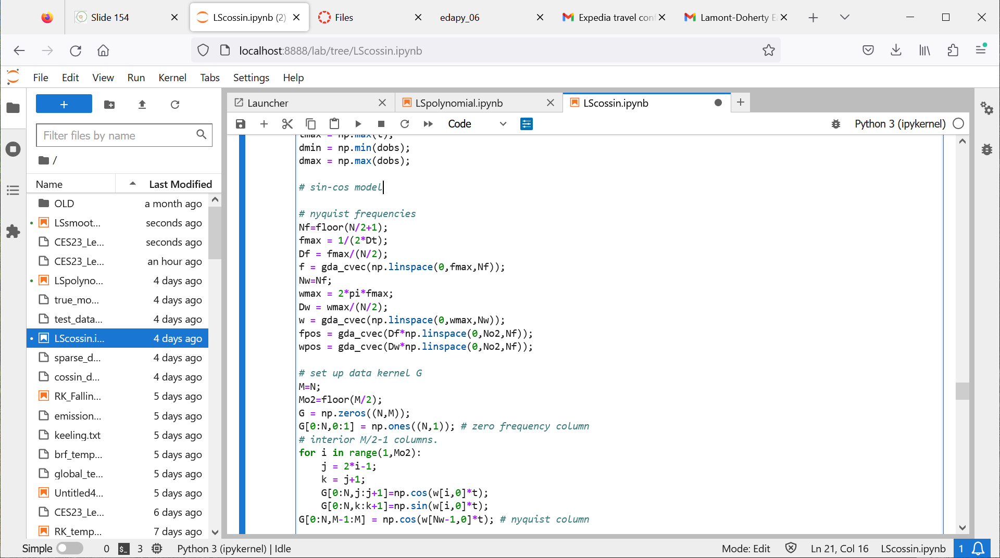 Slide 154
LScossin.ipynb (2)
Files
edapy_06
Expedia travel con
Lamont-Doherty E
localhost:8888/lab/tree/LScossin.ipynb
File Edit View Run Kernel Tabs Settings Help
Launcher
LSpolynomial.ipynb
LScossin.ipynb
Code
Python 3 (ipykernel)
Filter files by name
/
Name Last Modified
OLD a month ago
LSsmoot... seconds ago
CES23_Le... seconds ago
CES23_Le... an hour ago
LSpolyno... 4 days ago
true_mo... 4 days ago
test_data... 4 days ago
LScossin.i... 4 days ago
sparse_d... 4 days ago
cossin_d... 4 days ago
RK_Fallin... 5 days ago
emission... 5 days ago
keeling.txt 5 days ago
brf_temp... 5 days ago
global_te... 5 days ago
Untitled4... 5 days ago
CES23_Le... 6 days ago
RK_temp... 7 days ago
tmax = np.max(t);
dmin = np.min(dobs);
dmax = np.max(dobs);
# sin-cos model
# nyquist frequencies
Nf=floor(N/2+1);
fmax = 1/(2*Dt);
Df = fmax/(N/2);
f = gda_cvec(np.linspace(0,fmax,Nf));
Nw=Nf;
wmax = 2*pi*fmax;
Dw = wmax/(N/2);
w = gda_cvec(np.linspace(0,wmax,Nw));
fpos = gda_cvec(Df*np.linspace(0,No2,Nf));
wpos = gda_cvec(Dw*np.linspace(0,No2,Nf));
# set up data kernel G
M=N;
Mo2=floor(M/2);
G = np.zeros((N,M));
G[0:N,0:1] = np.ones((N,1)); # zero frequency column
# interior M/2-1 columns.
for i in range(1,Mo2):
    j = 2*i-1;
    k = j+1;
    G[0:N,j:j+1]=np.cos(w[i,0]*t);
    G[0:N,k:k+1]=np.sin(w[i,0]*t);
G[0:N,M-1:M] = np.cos(w[Nw-1,0]*t); # nyquist column
Simple 0 $_ 3 Python 3 (ipykernel) | Idle
Mode: Edit Ln 21, Col 16 LScossin.ipynb 1